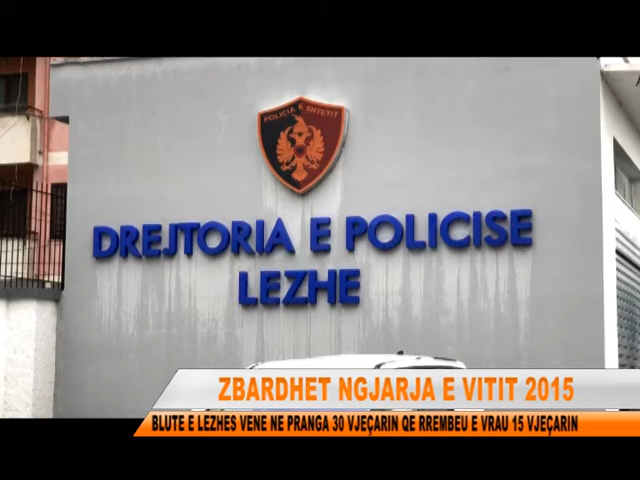 POLICIA E SHTETIT
DREJTORIA E POLICISE
LEZHE
ZBARDHET NGJARJA E VITIT 2015
BLUTE E LEZHES VENE NE PRANGA 30 VJEÇARIN QE RREMBEU E VRAU 15 VJEÇARIN